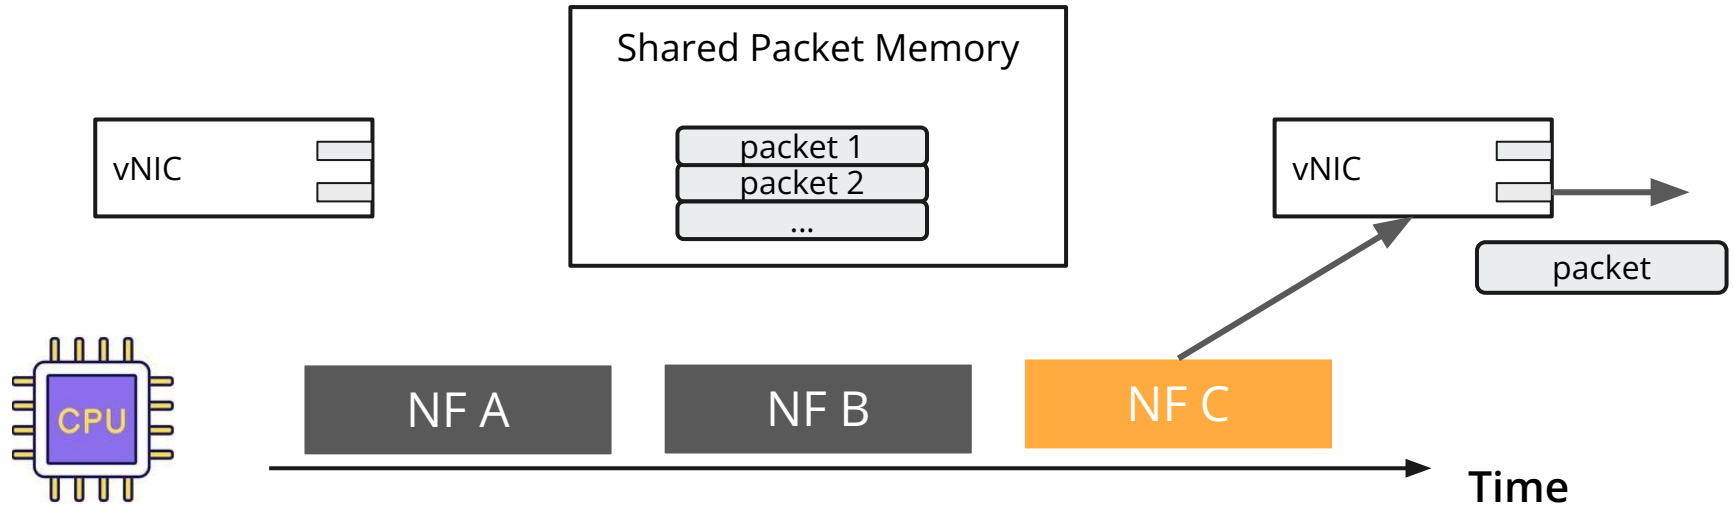 Shared Packet Memory
vNIC
packet 1
packet 2
...
vNIC
packet
CPU
NF A
NF B
NF C
Time